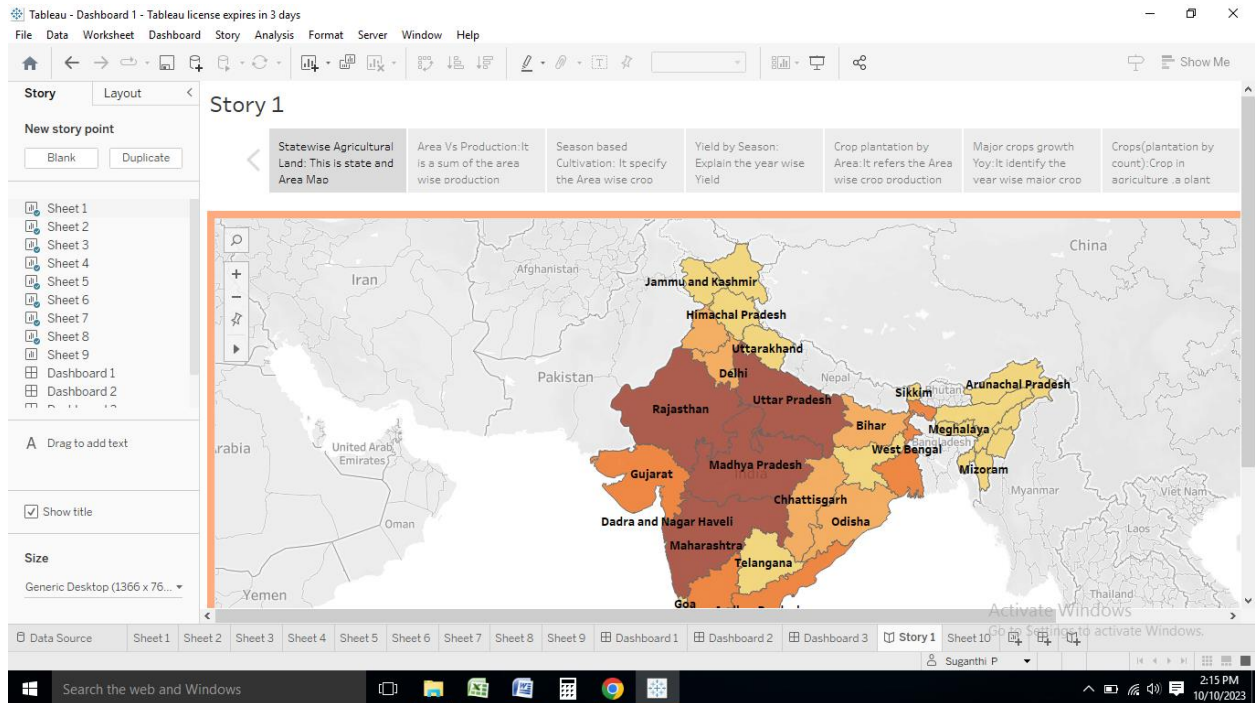 Tableau - Dashboard 1 - Tableau license expires in 3 days
File Data Worksheet Dashboard Story Analysis Format Server Window Help
Show Me
Story Layout
New story point
Blank Duplicate
Sheet 1
Sheet 2
Sheet 3
Sheet 4
Sheet 5
Sheet 6
Sheet 7
Sheet 8
Sheet 9
Dashboard 1
Dashboard 2
A Drag to add text
Show title
Size
Generic Desktop (1366 x 76...
Story 1
Statewise Agricultural
Land: This is state and
Area Map
Area Vs Production:It
is a sum of the area
wise production
Season based
Cultivation: It specify
the Area wise crop
Yield by Season:
Explain the year wise
Yield
Crop plantation by
Area:It refers the Area
wise crop production
Major crops growth
Yoy:It identify the
year wise major crop
Crops(plantation by
count):Crop in
agriculture ,a plant
China
Iran
Afghanistan
Jammu and Kashmir
Himachal Pradesh
Uttarakhand
Pakistan
Delhi
Nepal
Sikkim
Bhutan
Arunachal Pradesh
Rajasthan
Uttar Pradesh
Bihar
Meghalaya
Bangladesh
West Bengal
United Arab
Emirates
Gujarat
Madhya Pradesh
India
Mizoram
Myanmar
Viet Nam
Chhattisgarh
Oman
Dadra and Nagar Haveli
Odisha
Laos
Maharashtra
Telangana
Yemen
Goa
Thailand
Activate Windows
Go to Settings to activate Windows.
Data Source Sheet 1 Sheet 2 Sheet 3 Sheet 4 Sheet 5 Sheet 6 Sheet 7 Sheet 8 Sheet 9 Dashboard 1 Dashboard 2 Dashboard 3 Story 1 Sheet 10
Suganthi P
Search the web and Windows
2:15 PM
10/10/2023